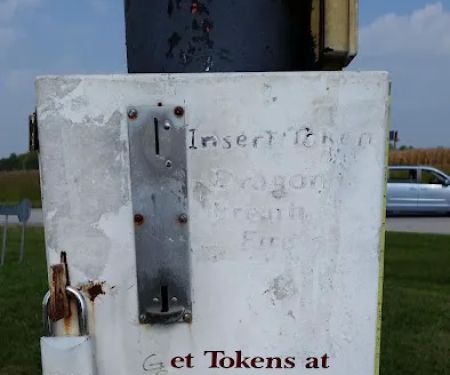 Insert Token
Dragon
Breath
Fire
Get Tokens at